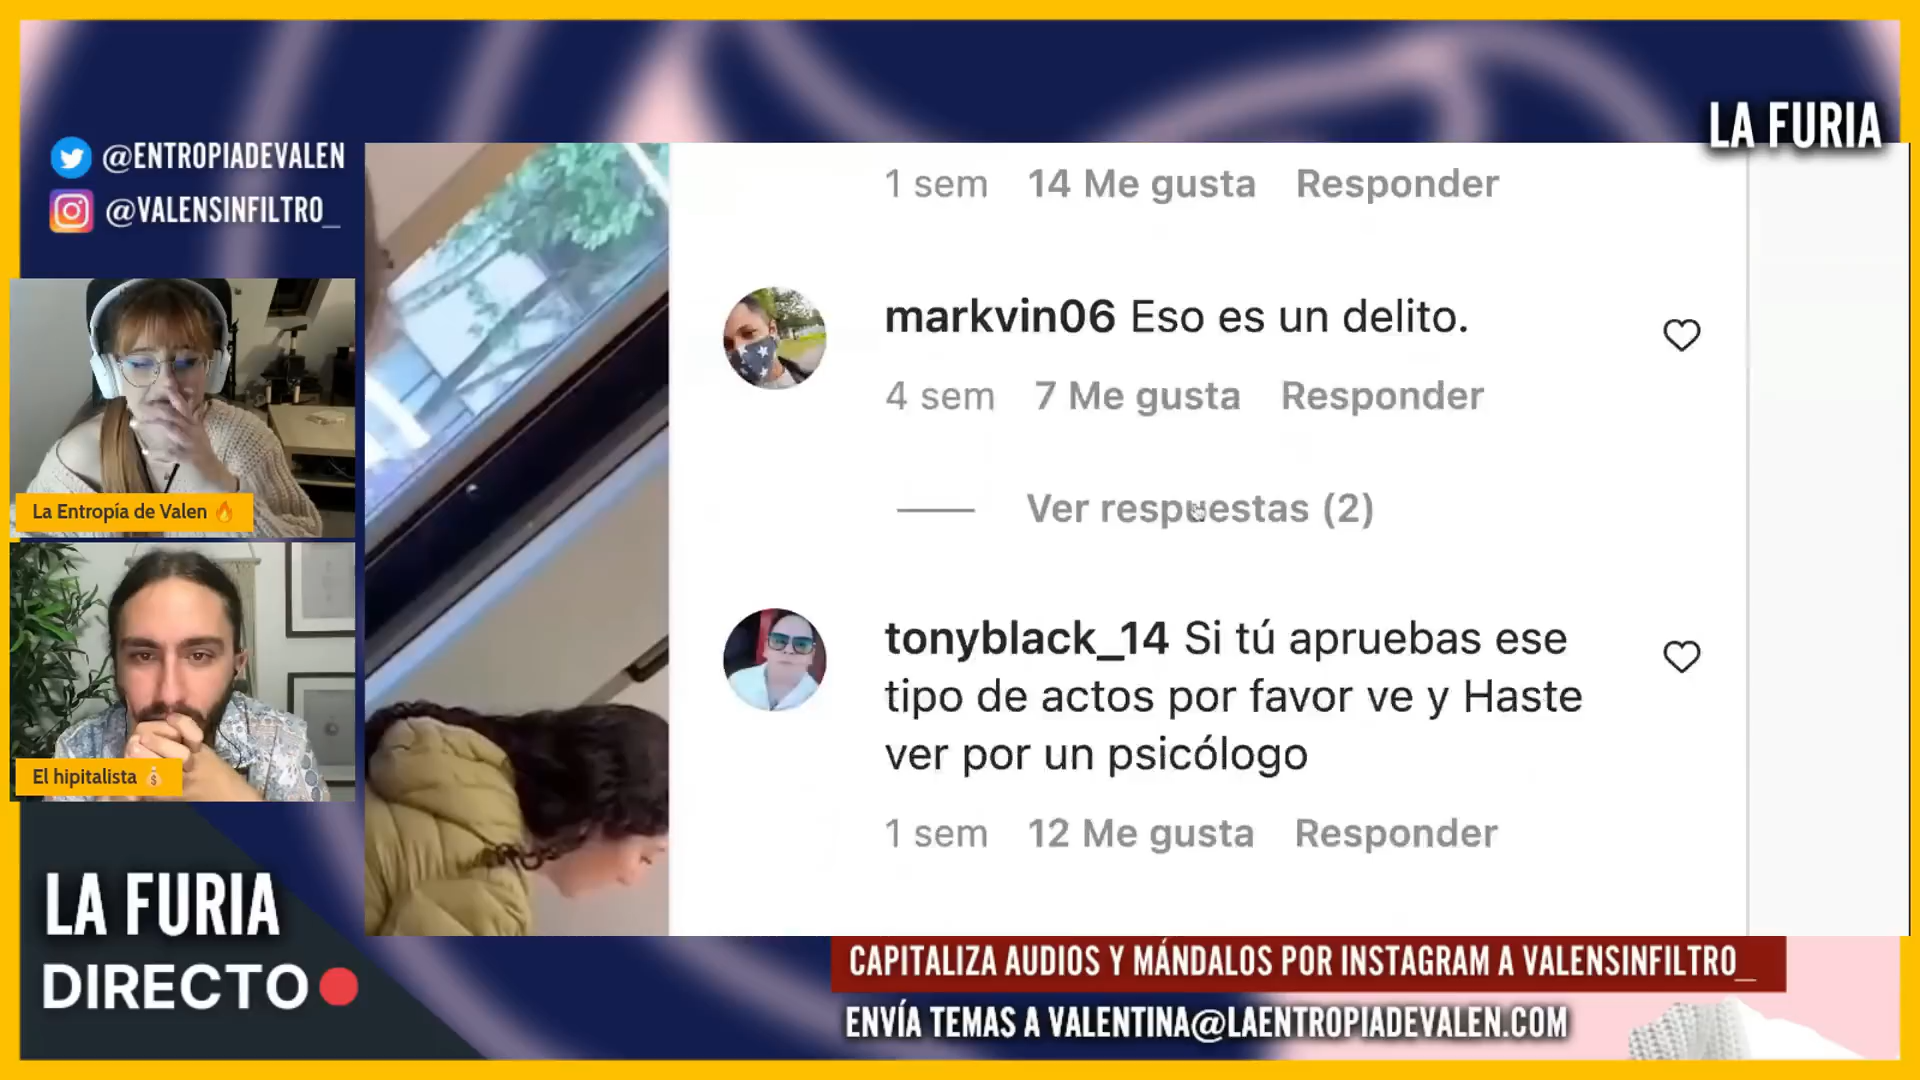 LA FURIA
@ENTROPIADEVALEN
@VALENSINFILTRO_
1 sem 14 Me gusta Responder
markvin06 Eso es un delito.
4 sem 7 Me gusta Responder
Ver respuestas (2)
La Entropía de Valen 🔥
tonyblack_14 Si tú apruebas ese
tipo de actos por favor ve y Haste
ver por un psicólogo
El hipitalista 💰
1 sem 12 Me gusta Responder
LA FURIA
DIRECTO
CAPITALIZA AUDIOS Y MÁNDALOS POR INSTAGRAM A VALENSINFILTRO_
ENVÍA TEMAS A VALENTINA@LAENTROPIADEVALEN.COM